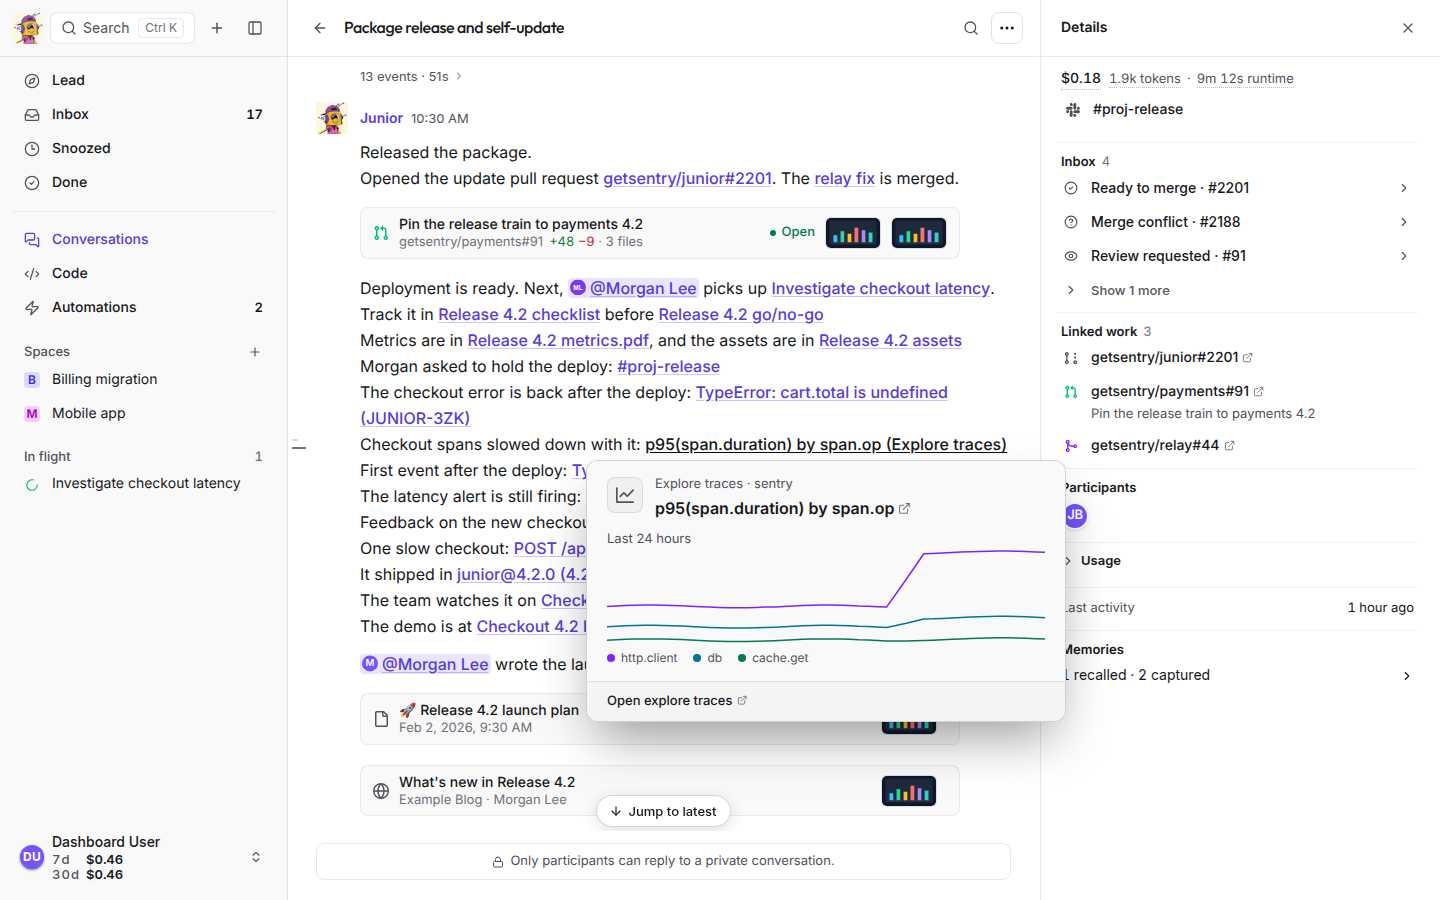 Search Ctrl K
Lead
Inbox 17
Snoozed
Done
Conversations
Code
Automations 2
Spaces
B Billing migration
M Mobile app
In flight 1
Investigate checkout latency
DU Dashboard User
7d $0.46
30d $0.46
Package release and self-update
13 events · 51s
Junior 10:30 AM
Released the package.
Opened the update pull request getsentry/junior#2201. The relay fix is merged.
Pin the release train to payments 4.2
getsentry/payments#91 +48 −9 · 3 files
Open
Deployment is ready. Next, ML @Morgan Lee picks up Investigate checkout latency.
Track it in Release 4.2 checklist before Release 4.2 go/no-go
Metrics are in Release 4.2 metrics.pdf, and the assets are in Release 4.2 assets
Morgan asked to hold the deploy: #proj-release
The checkout error is back after the deploy: TypeError: cart.total is undefined
(JUNIOR-3ZK)
Checkout spans slowed down with it: p95(span.duration) by span.op (Explore traces)
First event after the deploy: Ty
The latency alert is still firing:
Feedback on the new checkou
One slow checkout: POST /ap
It shipped in junior@4.2.0 (4.2
The team watches it on Check
The demo is at Checkout 4.2 l
M @Morgan Lee wrote the lau
🚀 Release 4.2 launch plan
Feb 2, 2026, 9:30 AM
What's new in Release 4.2
Example Blog · Morgan Lee
Jump to latest
Only participants can reply to a private conversation.
Explore traces · sentry
p95(span.duration) by span.op
Last 24 hours
http.client db cache.get
Open explore traces
Details
$0.18 1.9k tokens · 9m 12s runtime
#proj-release
Inbox 4
Ready to merge · #2201
Merge conflict · #2188
Review requested · #91
Show 1 more
Linked work 3
getsentry/junior#2201
getsentry/payments#91
Pin the release train to payments 4.2
getsentry/relay#44
Participants
JB
Usage
Last activity 1 hour ago
Memories
1 recalled · 2 captured